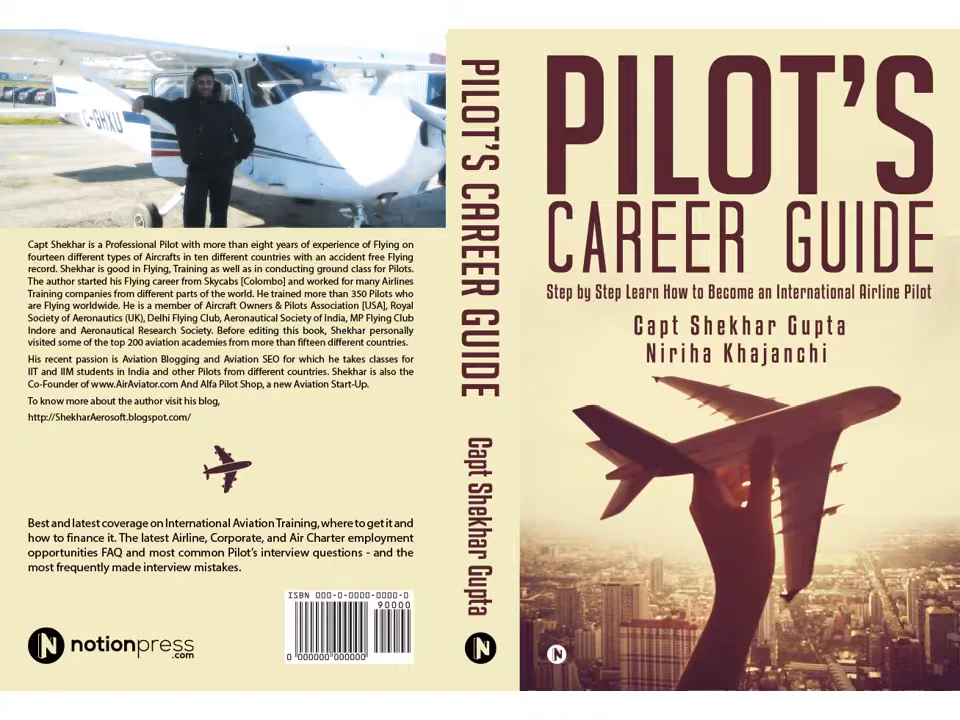 C-GHXU
Capt Shekhar is a Professional Pilot with more than eight years of experience of Flying on
fourteen different types of Aircrafts in ten different countries with an accident free Flying
record. Shekhar is good in Flying, Training as well as in conducting ground class for Pilots.
The author started his Flying career from Skycabs [Colombo] and worked for many Airlines
Training companies from different parts of the world. He trained more than 350 Pilots who
are Flying worldwide. He is a member of Aircraft Owners & Pilots Association [USA], Royal
Society of Aeronautics (UK), Delhi Flying Club, Aeronautical Society of India, MP Flying Club
Indore and Aeronautical Research Society. Before editing this book, Shekhar personally
visited some of the top 200 aviation academies from more than fifteen different countries.
His recent passion is Aviation Blogging and Aviation SEO for which he takes classes for
IIT and IIM students in India and other Pilots from different countries. Shekhar is also the
Co-Founder of www.AirAviator.com And Alfa Pilot Shop, a new Aviation Start-Up.
To know more about the author visit his blog,
http://ShekharAerosoft.blogspot.com/
Best and latest coverage on International Aviation Training, where to get it and
how to finance it. The latest Airline, Corporate, and Air Charter employment
opportunities FAQ and most common Pilot's interview questions - and the
most frequently made interview mistakes.
N notionpress
.com
ISBN 000-0-0000-0000-0
90000
0 000000 000000
PILOT'S CAREER GUIDE
Capt Shekhar Gupta
N
PILOT'S
CAREER GUIDE
Step by Step Learn How to Become an International Airline Pilot
Capt Shekhar Gupta
Niriha Khajanchi
N